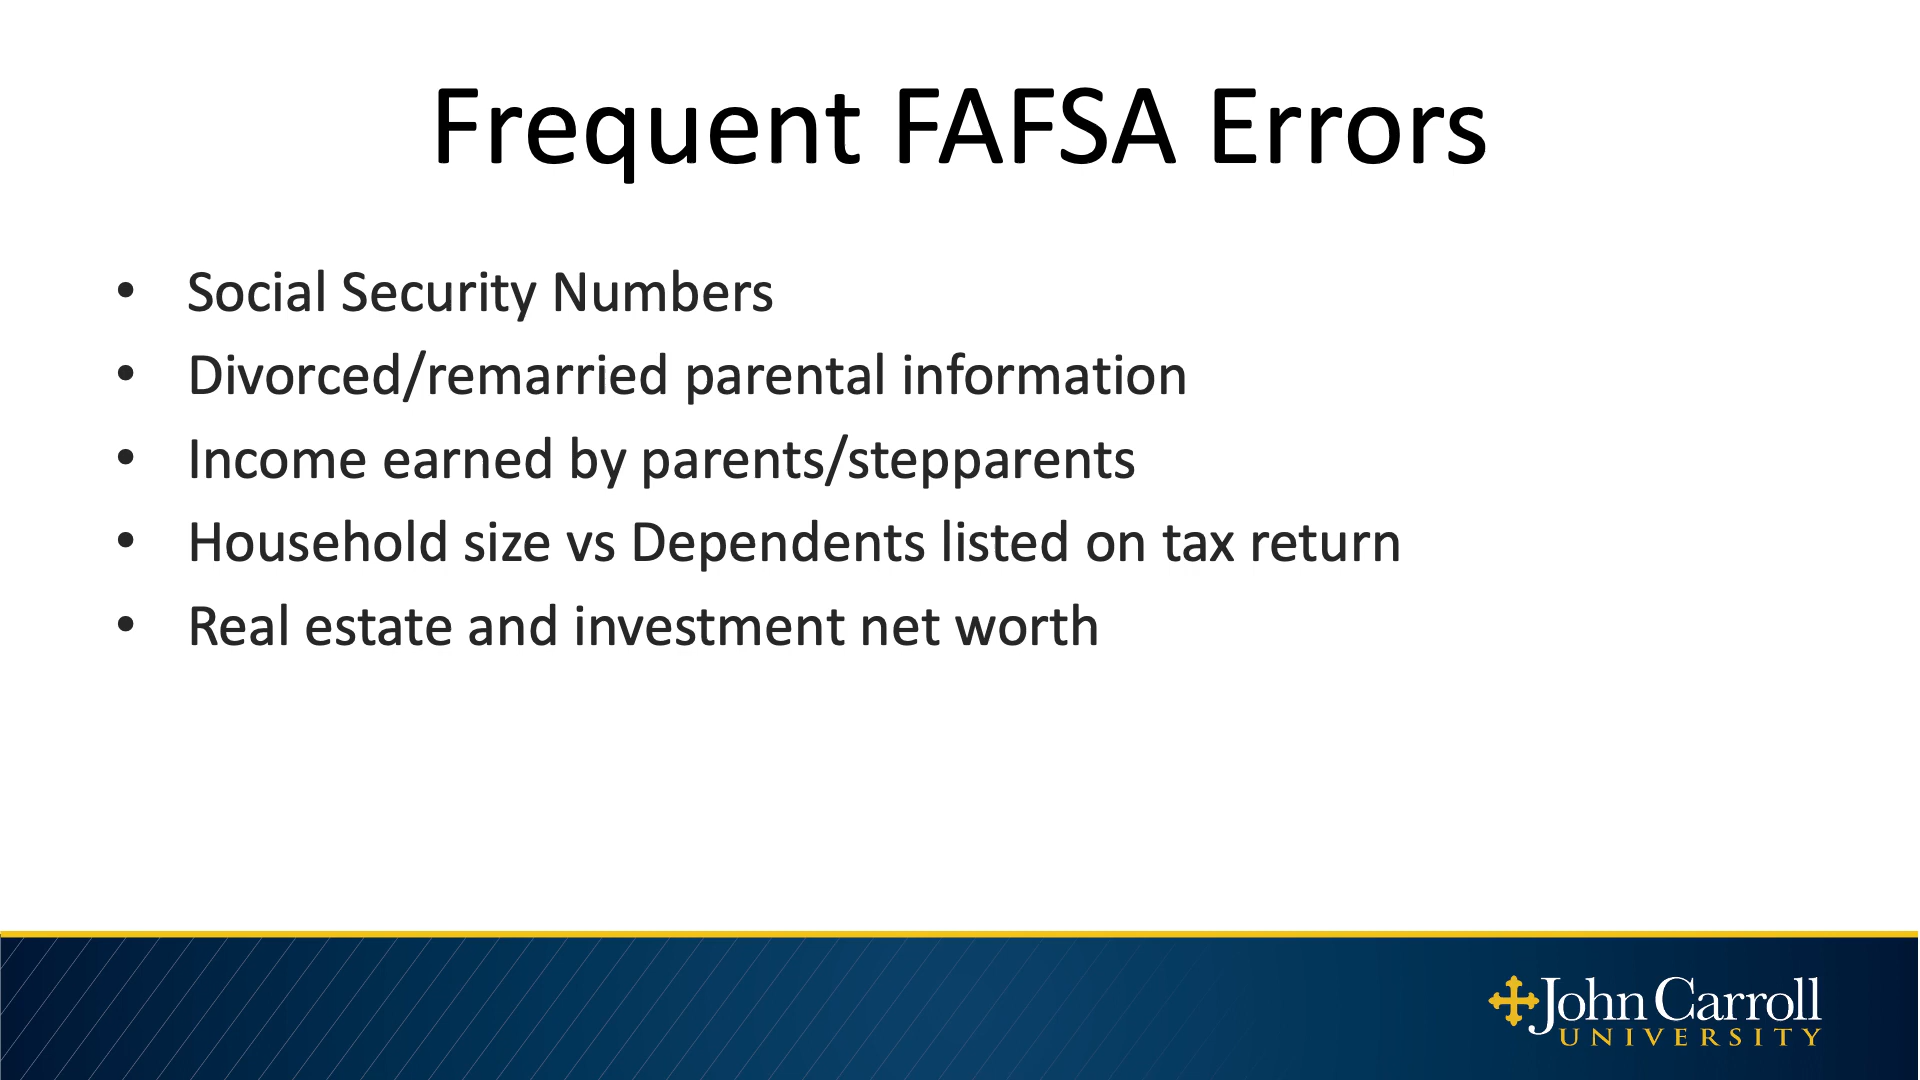 Frequent FAFSA Errors
• Social Security Numbers
• Divorced/remarried parental information
• Income earned by parents/stepparents
• Household size vs Dependents listed on tax return
• Real estate and investment net worth
John Carroll
UNIVERSITY